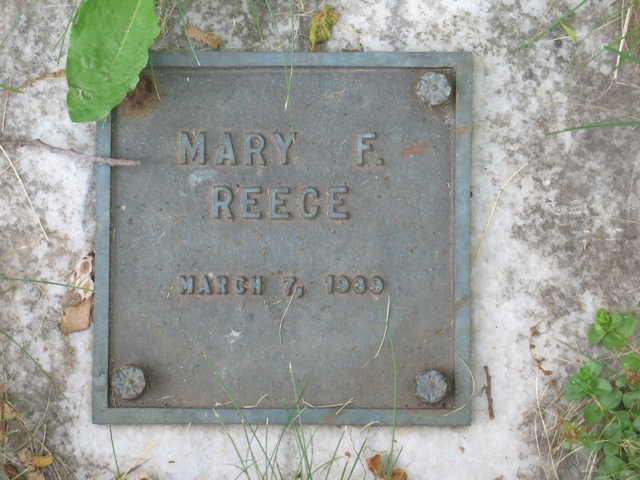 MARY F.
REECE
MARCH 7, 1939